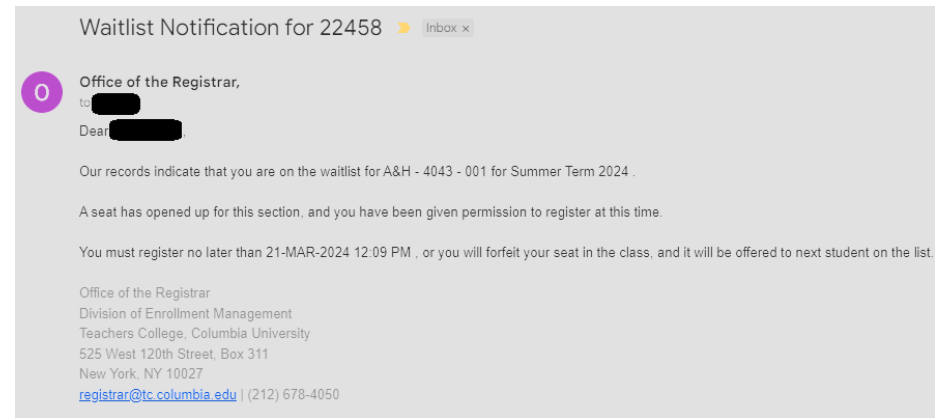 Waitlist Notification for 22458 Inbox ×
O
Office of the Registrar,
to
Dear ,
Our records indicate that you are on the waitlist for A&H - 4043 - 001 for Summer Term 2024 .
A seat has opened up for this section, and you have been given permission to register at this time.
You must register no later than 21-MAR-2024 12:09 PM , or you will forfeit your seat in the class, and it will be offered to next student on the list.
Office of the Registrar
Division of Enrollment Management
Teachers College, Columbia University
525 West 120th Street, Box 311
New York, NY 10027
registrar@tc.columbia.edu | (212) 678-4050